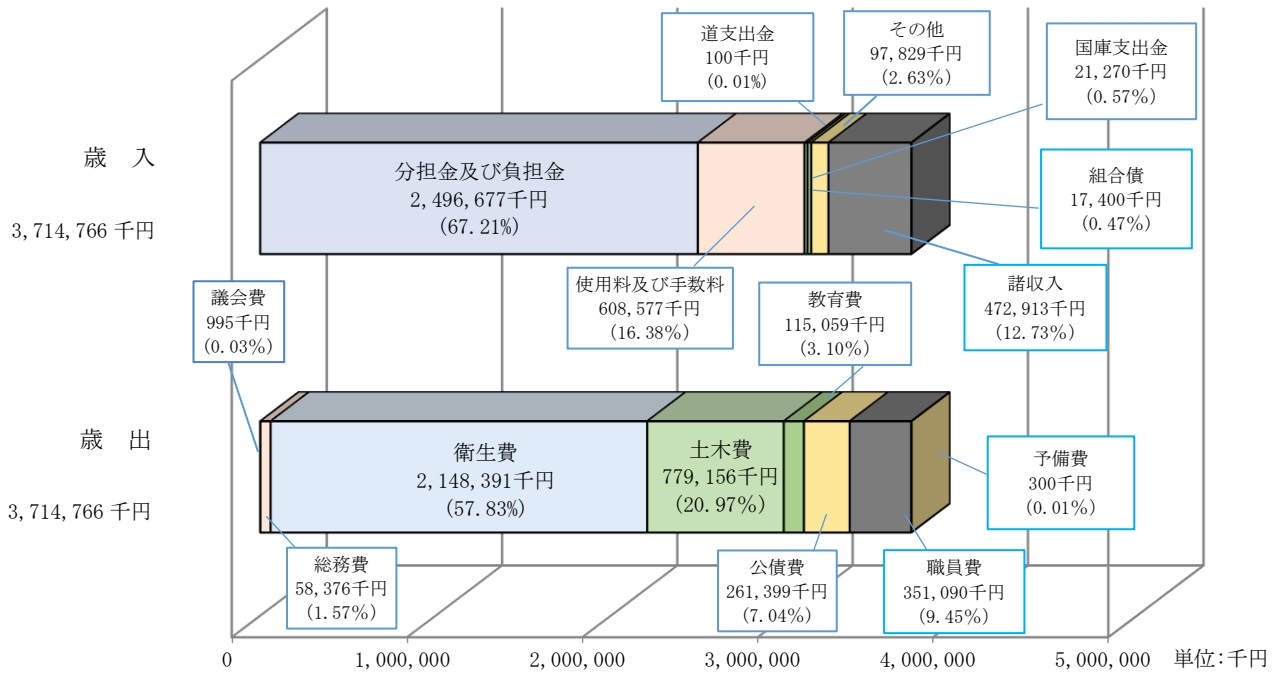 道支出金
100千円
(0.01%)
その他
97,829千円
(2.63%)
国庫支出金
21,270千円
(0.57%)
歳 入
3,714,766 千円
分担金及び負担金
2,496,677千円
(67.21%)
組合債
17,400千円
(0.47%)
使用料及び手数料
608,577千円
(16.38%)
諸収入
472,913千円
(12.73%)
議会費
995千円
(0.03%)
教育費
115,059千円
(3.10%)
歳 出
3,714,766 千円
衛生費
2,148,391千円
(57.83%)
土木費
779,156千円
(20.97%)
予備費
300千円
(0.01%)
総務費
58,376千円
(1.57%)
公債費
261,399千円
(7.04%)
職員費
351,090千円
(9.45%)
0 1,000,000 2,000,000 3,000,000 4,000,000 5,000,000 単位:千円